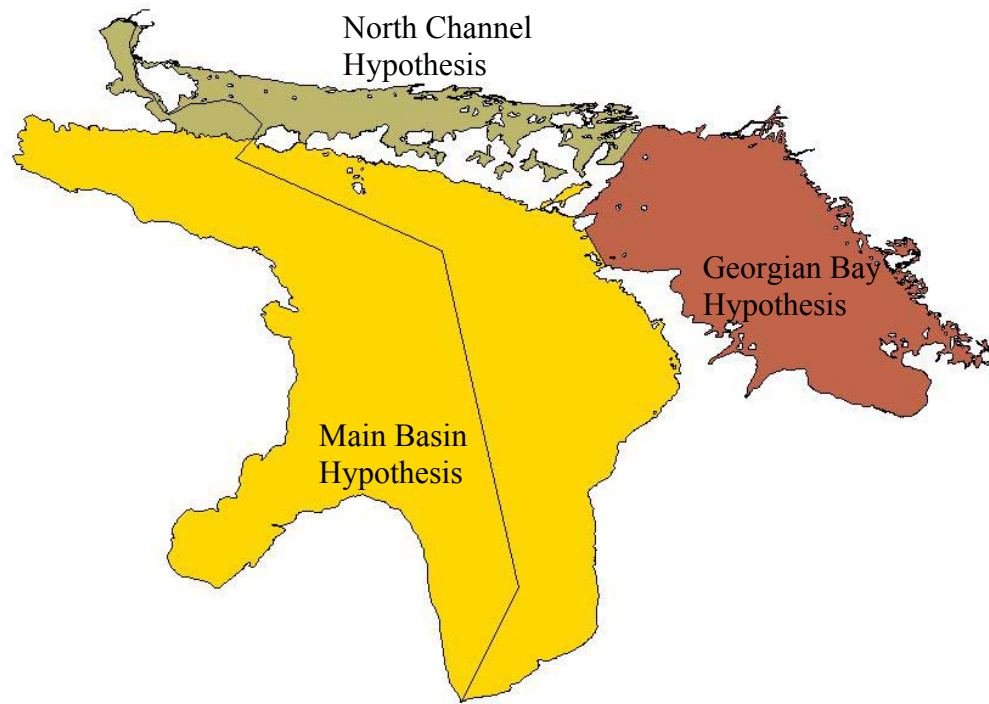 North Channel
Hypothesis
Georgian Bay
Hypothesis
Main Basin
Hypothesis